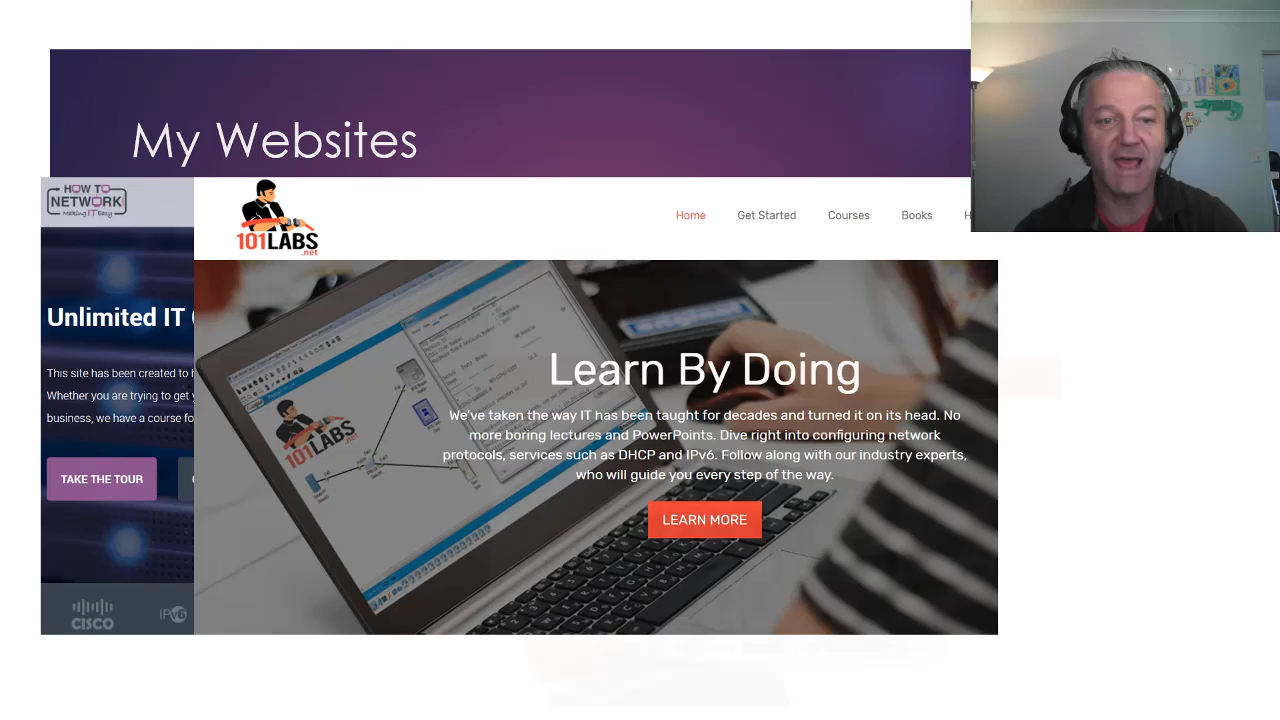 My Websites
HOW TO
NETWORK
Making IT Easy
101LABS
.net
Home Get Started Courses Books
Unlimited IT
This site has been created to
Whether you are trying to get
business, we have a course fo
TAKE THE TOUR
CISCO
IPv6
101LABS
.net
Learn By Doing
We've taken the way IT has been taught for decades and turned it on its head. No
more boring lectures and PowerPoints. Dive right into configuring network
protocols, services such as DHCP and IPv6. Follow along with our industry experts,
who will guide you every step of the way.
LEARN MORE